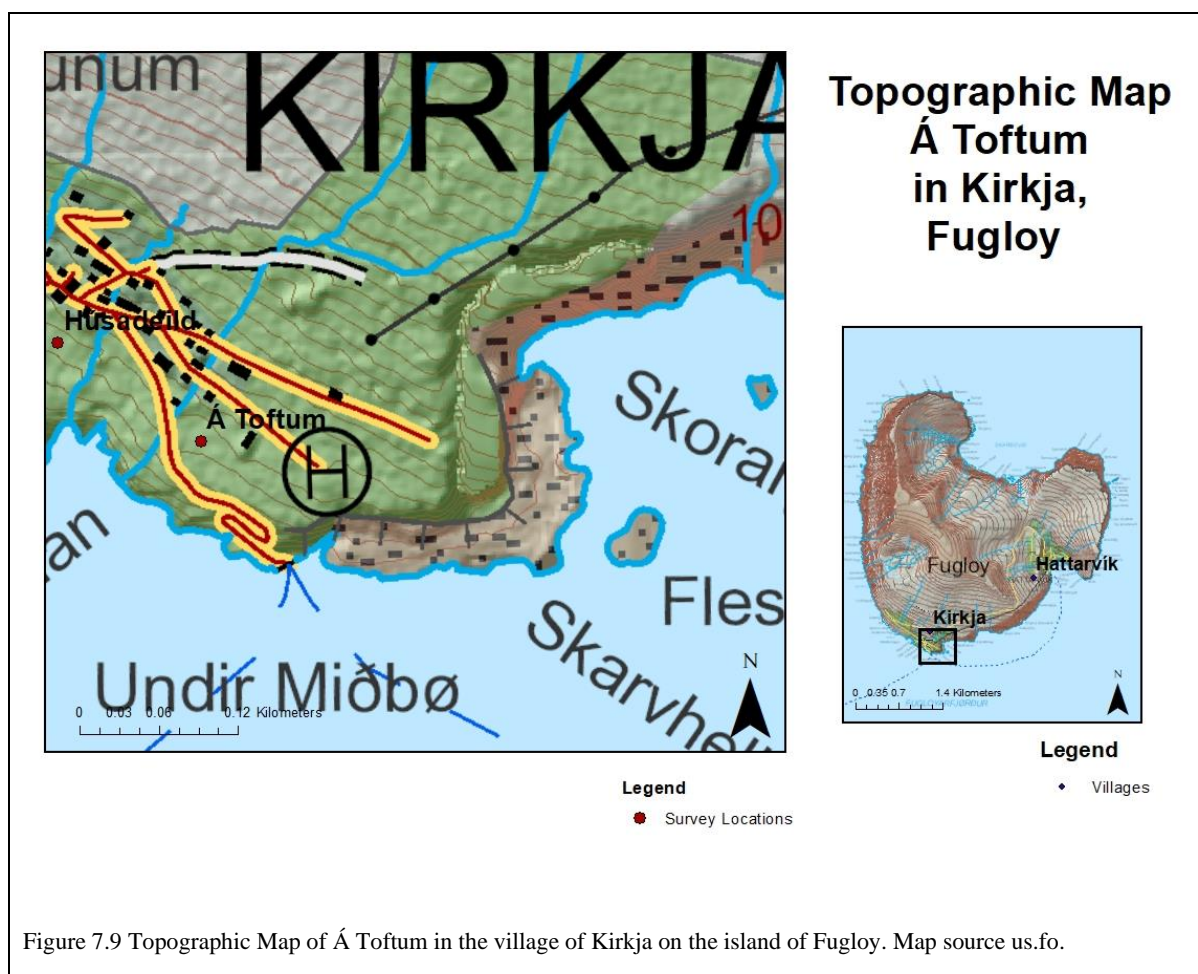 unum
KIRKJA
10
Húsadeild
Á Toftum
H
Skora
Fles
Skarvhei
an
Undir Miðbø
0 0.03 0.06 0.12 Kilometers
N
Legend
Survey Locations
Topographic Map
Á Toftum
in Kirkja,
Fugloy
Fugloy
Hattarvík
Kirkja
0 0.35 0.7 1.4 Kilometers
N
Legend
Villages
Figure 7.9 Topographic Map of Á Toftum in the village of Kirkja on the island of Fugloy. Map source us.fo.